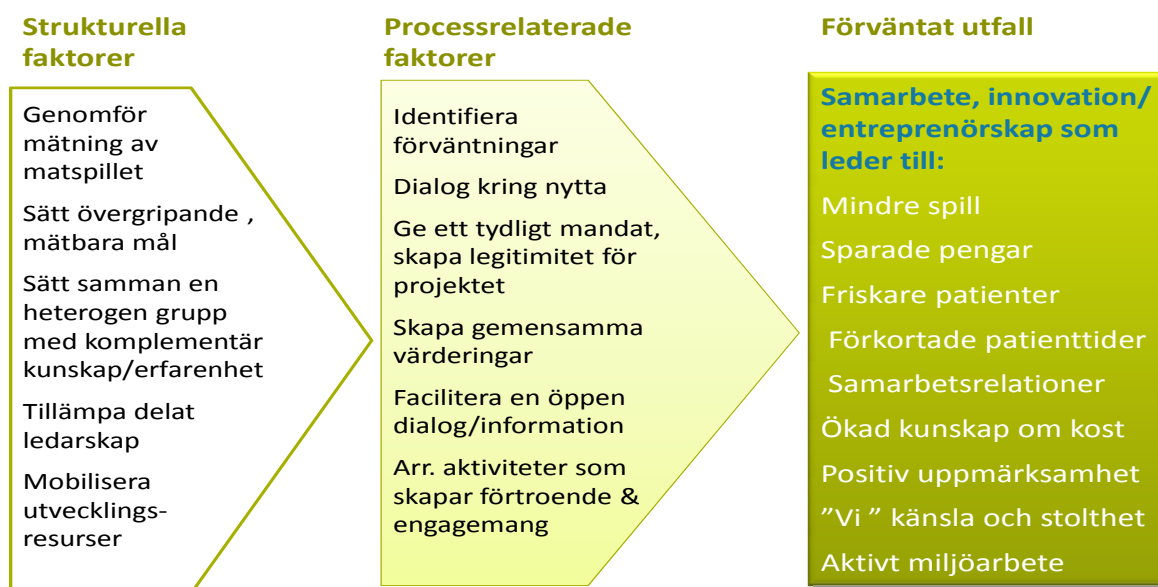 Strukturella
faktorer
Genomför
mätning av
matspillet
Sätt övergripande ,
mätbara mål
Sätt samman en
heterogen grupp
med komplementär
kunskap/erfarenhet
Tillämpa delat
ledarskap
Mobilisera
utvecklings-
resurser
Processrelaterade
faktorer
Identifiera
förväntningar
Dialog kring nytta
Ge ett tydligt mandat,
skapa legitimitet för
projektet
Skapa gemensamma
värderingar
Facilitera en öppen
dialog/information
Arr. aktiviteter som
skapar förtroende &
engagemang
Förväntat utfall
Samarbete, innovation/
entreprenörskap som
leder till:
Mindre spill
Sparade pengar
Friskare patienter
Förkortade patienttider
Samarbetsrelationer
Ökad kunskap om kost
Positiv uppmärksamhet
”Vi ” känsla och stolthet
Aktivt miljöarbete